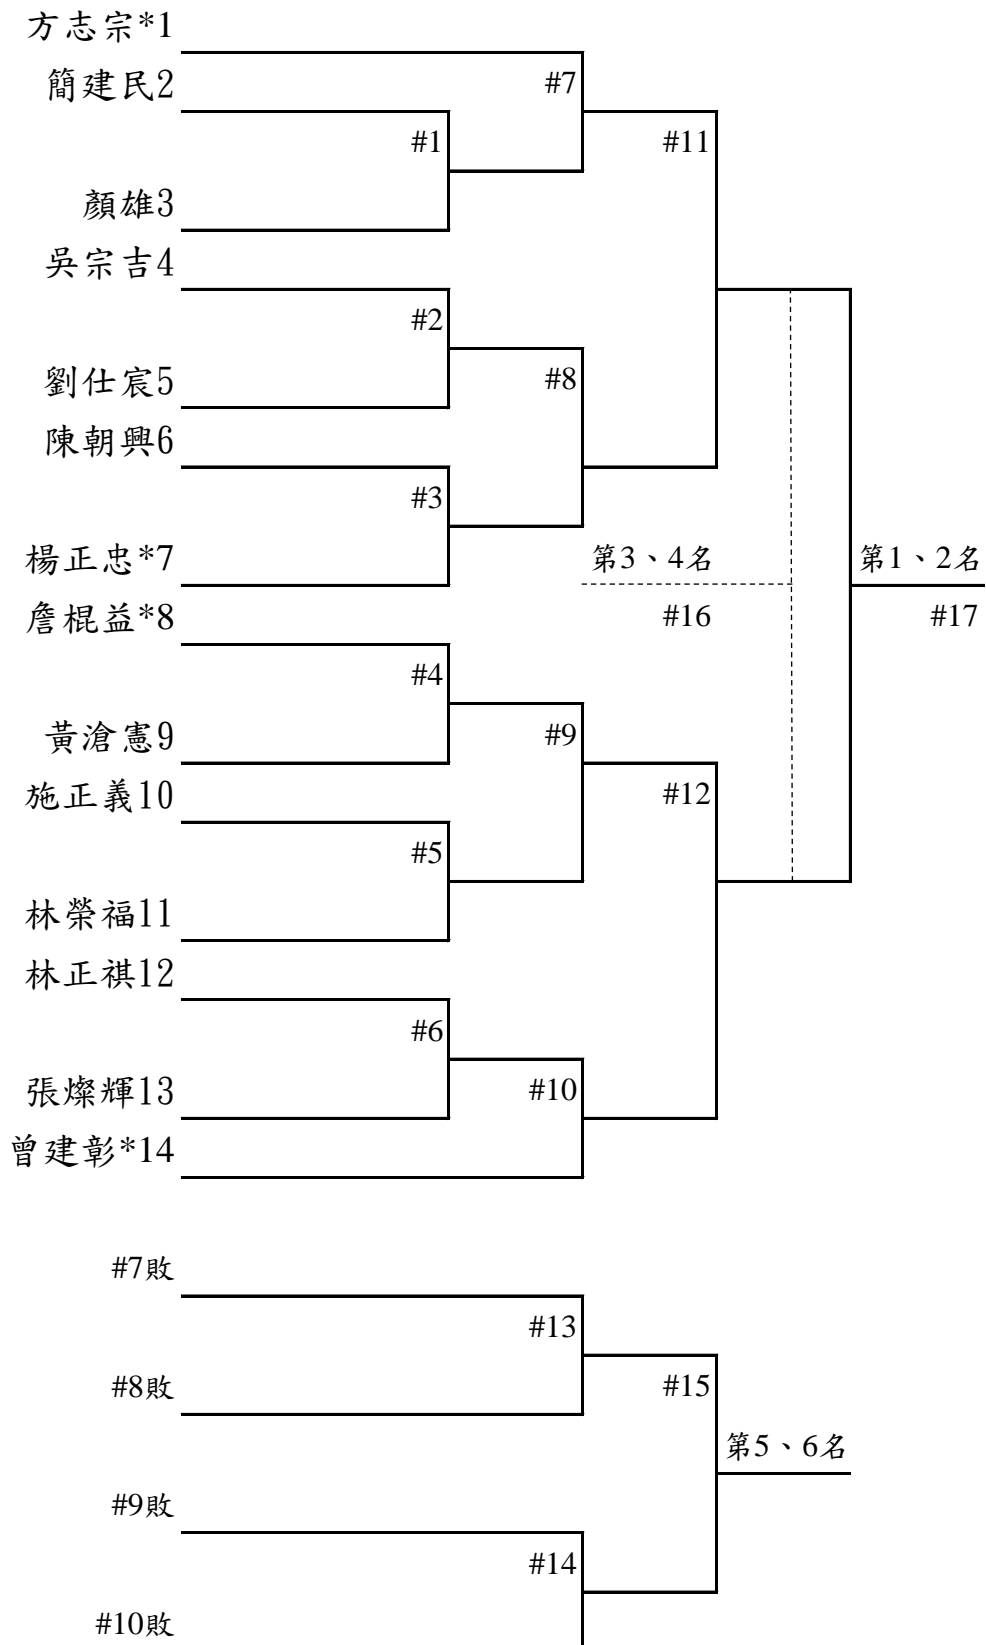 方志宗*1
簡建民2
#7
#1
#11
顏雄3
吳宗吉4
#2
#8
劉仕宸5
陳朝興6
#3
楊正忠*7
第3、4名
第1、2名
詹棍益*8
#16
#17
#4
黃滄憲9
#9
施正義10
#12
#5
林榮福11
林正祺12
#6
張燦輝13
#10
曾建彰*14
#7敗
#13
#8敗
#15
第5、6名
#9敗
#14
#10敗